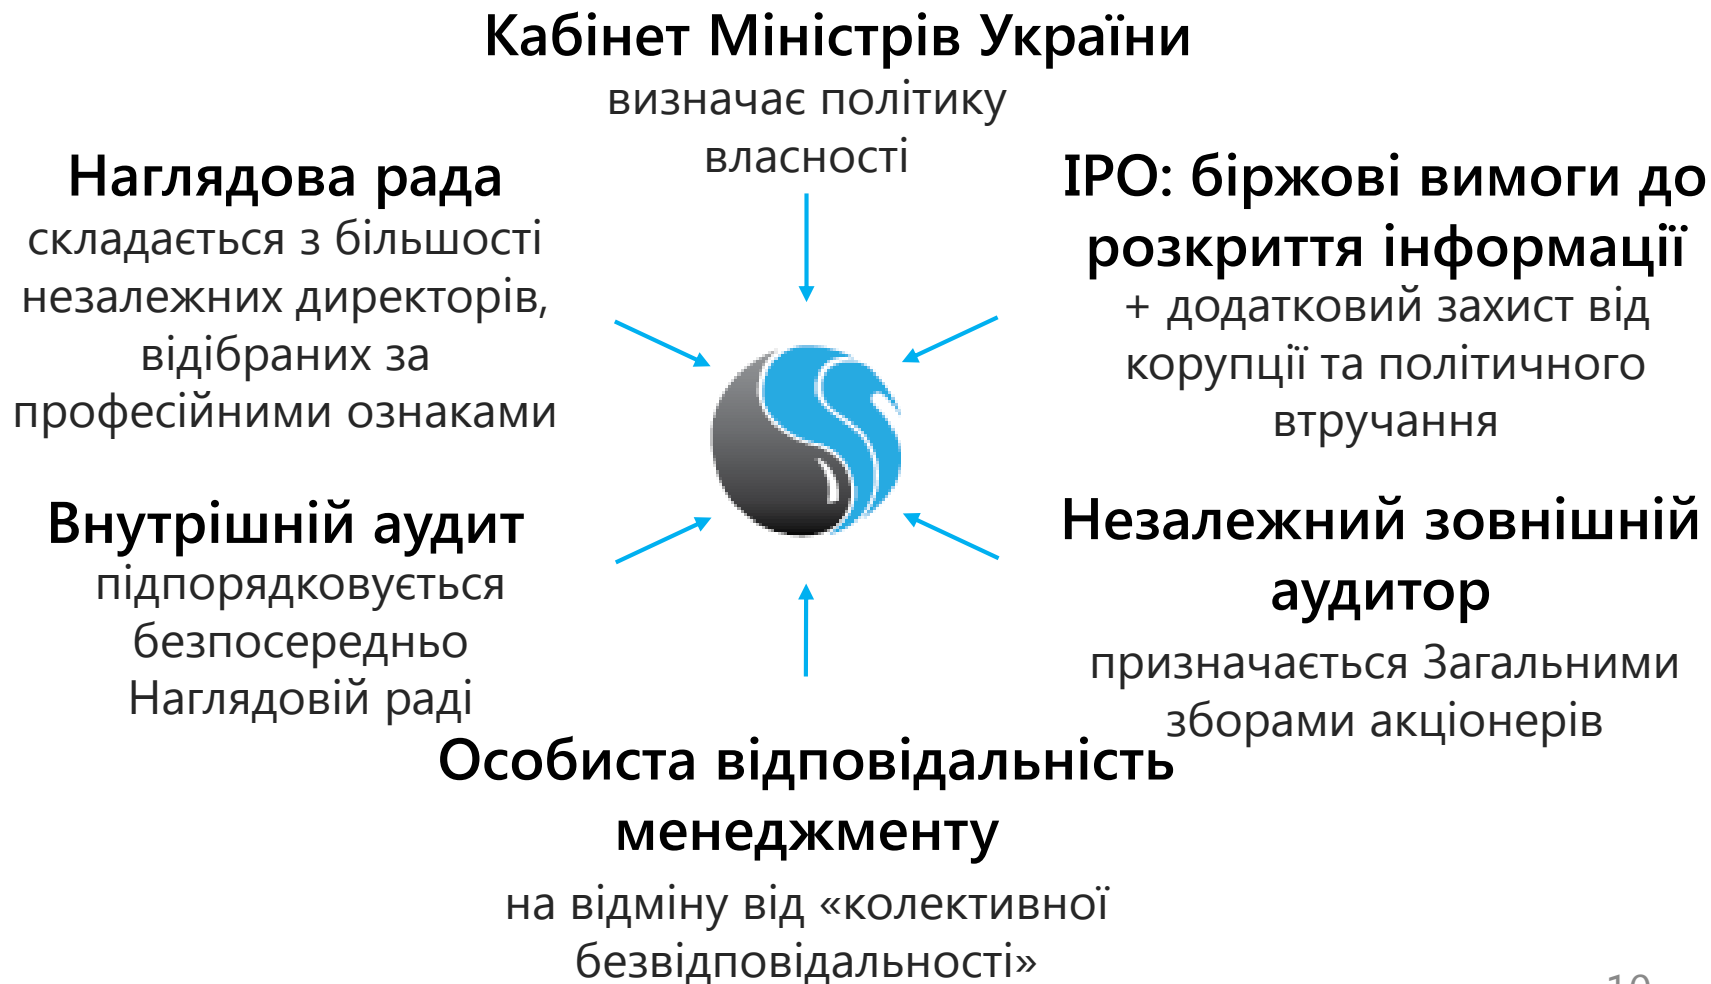 Кабінет Міністрів України
визначає політику
власності
Наглядова рада
складається з більшості
незалежних директорів,
відібраних за
професійними ознаками
IPO: біржові вимоги до
розкриття інформації
+ додатковий захист від
корупції та політичного
втручання
Внутрішній аудит
підпорядковується
безпосередньо
Наглядовій раді
Незалежний зовнішній
аудитор
призначається Загальними
зборами акціонерів
Особиста відповідальність
менеджменту
на відміну від «колективної
безвідповідальності»